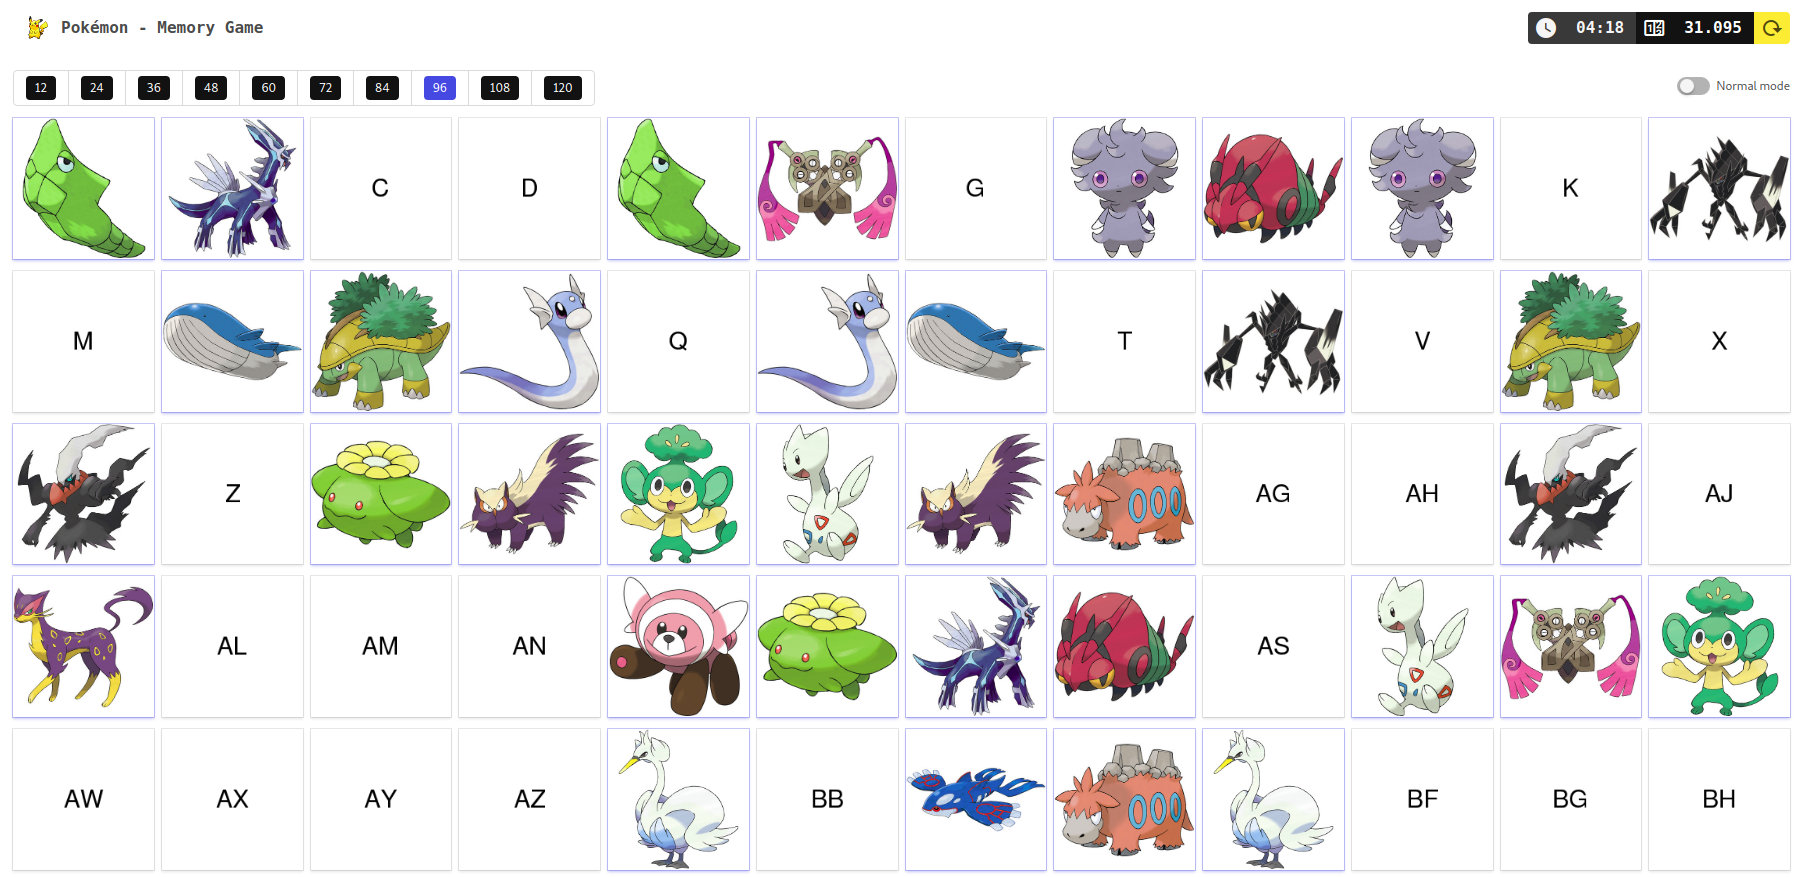 Pokémon - Memory Game 04:18 31.095
12 24 36 48 60 72 84 96 108 120 Normal mode
C D G K
M Q T V X
Z AG AH AJ
AL AM AN AS
AW AX AY AZ BB BF BG BH